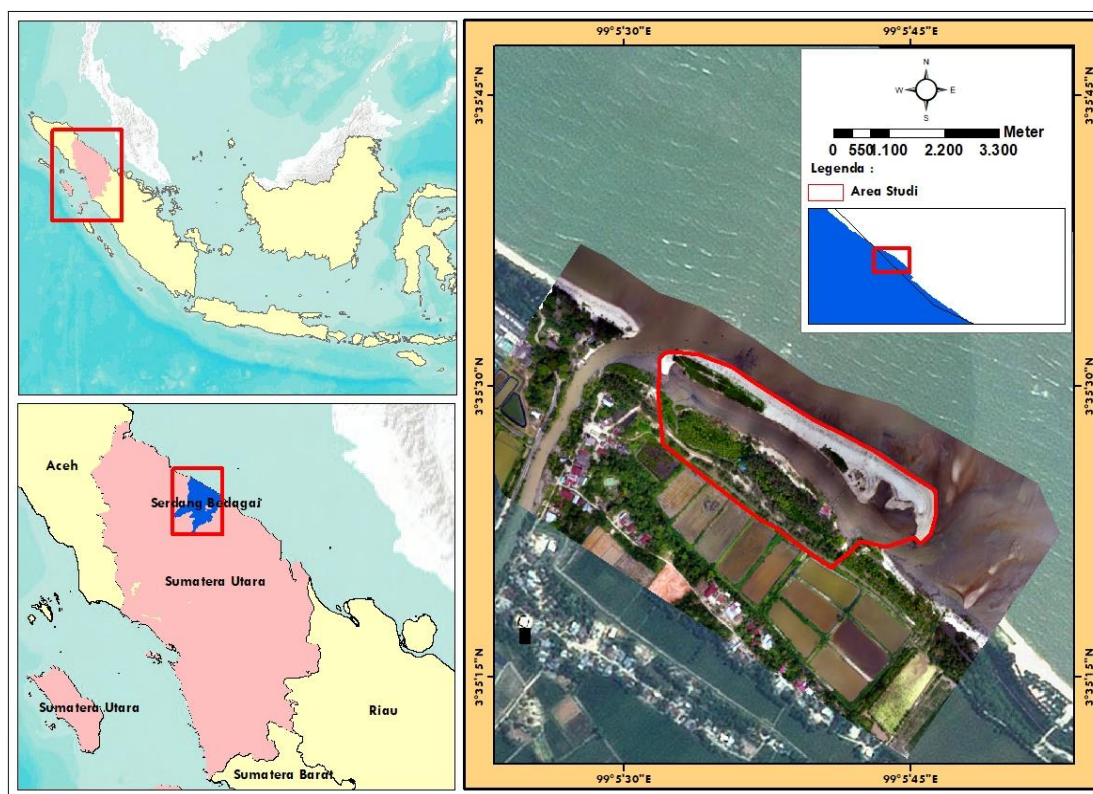 Aceh
Serdang Bedagai
Sumatera Utara
Sumatera Utara
Riau
Sumatera Barat
99°5'30"E
99°5'45"E
3°35'45"N
3°35'30"N
3°35'15"N
N
W E
S
Meter
0 550 1.100 2.200 3.300
Legenda :
Area Studi
3°35'45"N
3°35'30"N
3°35'15"N
99°5'30"E
99°5'45"E